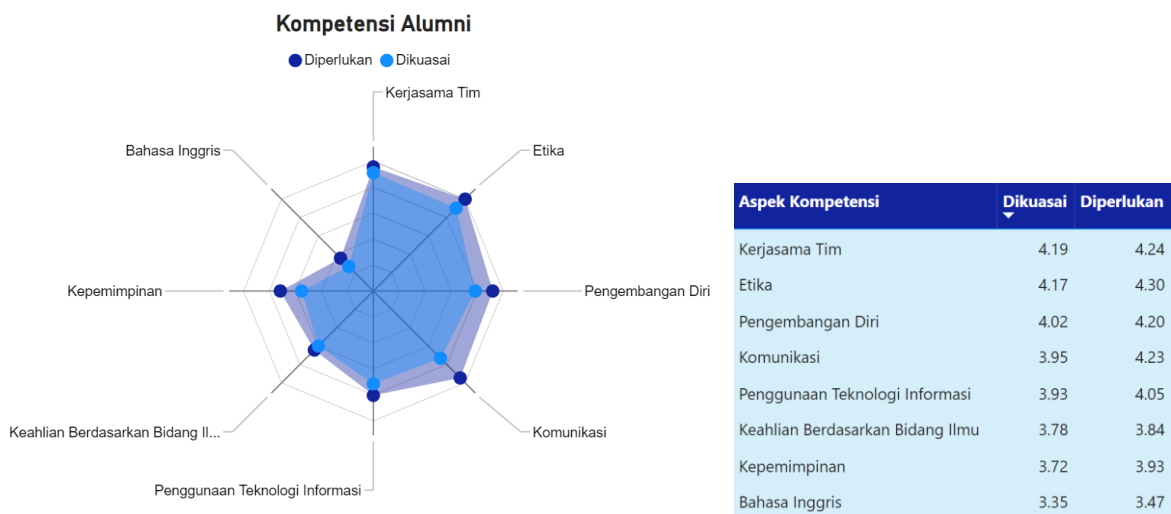 Kompetensi Alumni
Diperlukan Dikuasai
Kerjasama Tim
Bahasa Inggris
Etika
Kepemimpinan
Pengembangan Diri
Keahlian Berdasarkan Bidang Il...
Komunikasi
Penggunaan Teknologi Informasi
Aspek Kompetensi Dikuasai Diperlukan
Kerjasama Tim 4.19 4.24
Etika 4.17 4.30
Pengembangan Diri 4.02 4.20
Komunikasi 3.95 4.23
Penggunaan Teknologi Informasi 3.93 4.05
Keahlian Berdasarkan Bidang Ilmu 3.78 3.84
Kepemimpinan 3.72 3.93
Bahasa Inggris 3.35 3.47